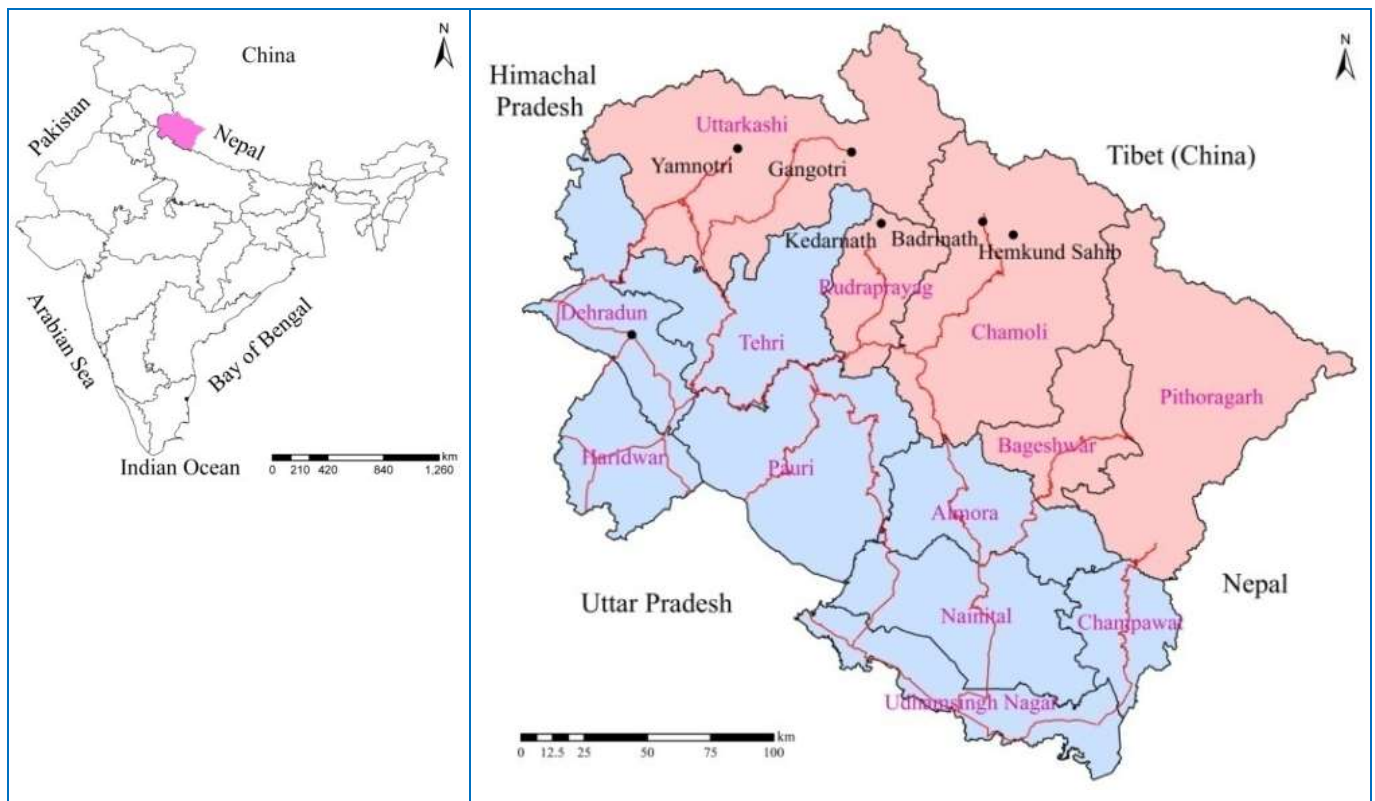 N
China
Pakistan
Nepal
Arabian Sea
Bay of Bengal
Indian Ocean
km
0 210 420 840 1,260
N
Himachal
Pradesh
Uttarkashi
Yamnotri
Gangotri
Tibet (China)
Kedarnath
Badrinath
Hemkund Sahib
Rudraprayag
Dehradun
Tehri
Chamoli
Pithoragarh
Bageshwar
Haridwar
Pauri
Almora
Nepal
Uttar Pradesh
Nainital
Champawat
Udhamsingh Nagar
km
0 12.5 25 50 75 100